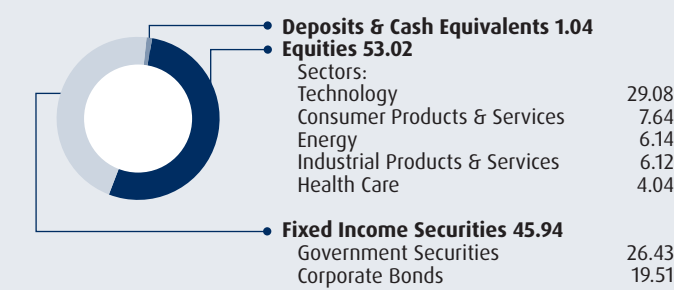 Deposits & Cash Equivalents 1.04
Equities 53.02
Sectors:
Technology 29.08
Consumer Products & Services 7.64
Energy 6.14
Industrial Products & Services 6.12
Health Care 4.04
Fixed Income Securities 45.94
Government Securities 26.43
Corporate Bonds 19.51